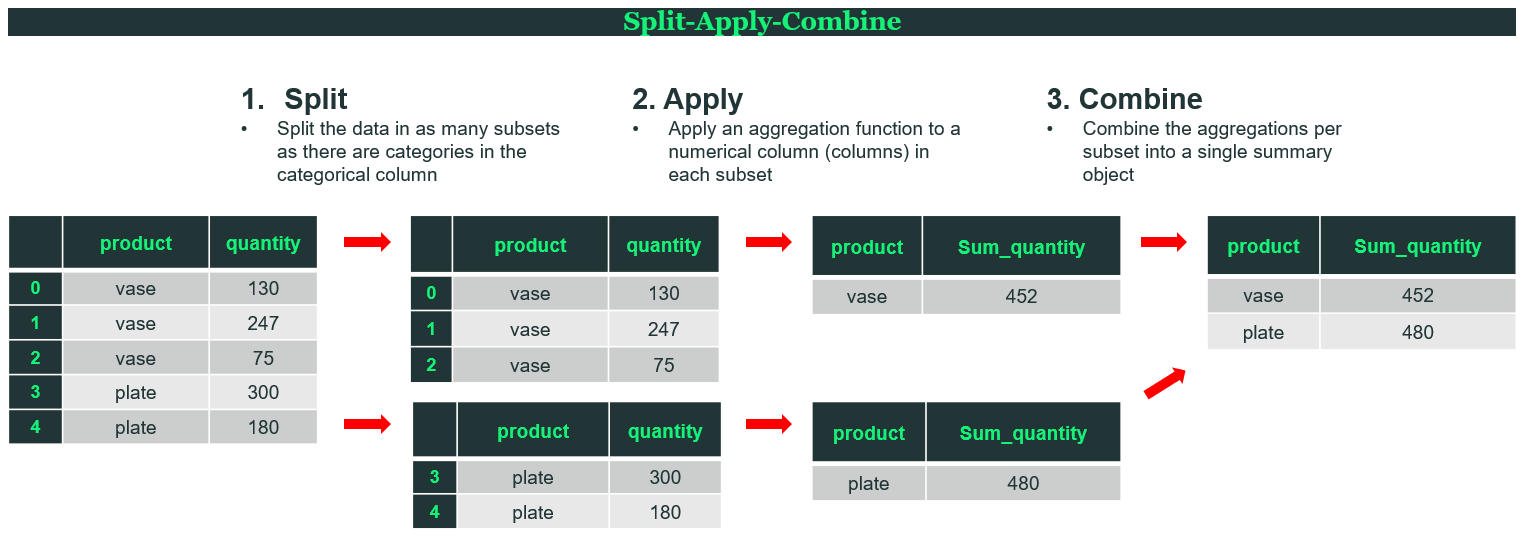 Split-Apply-Combine
1. Split
• Split the data in as many subsets
as there are categories in the
categorical column
2. Apply
• Apply an aggregation function to a
numerical column (columns) in
each subset
3. Combine
• Combine the aggregations per
subset into a single summary
object
product quantity
0 vase 130
1 vase 247
2 vase 75
3 plate 300
4 plate 180
product quantity
0 vase 130
1 vase 247
2 vase 75
product quantity
3 plate 300
4 plate 180
product Sum_quantity
vase 452
product Sum_quantity
plate 480
product Sum_quantity
vase 452
plate 480